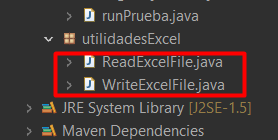 runPrueba.java
utilidadesExcel
ReadExcelFile.java
WriteExcelFile.java
JRE System Library [J2SE-1.5]
Maven Dependencies